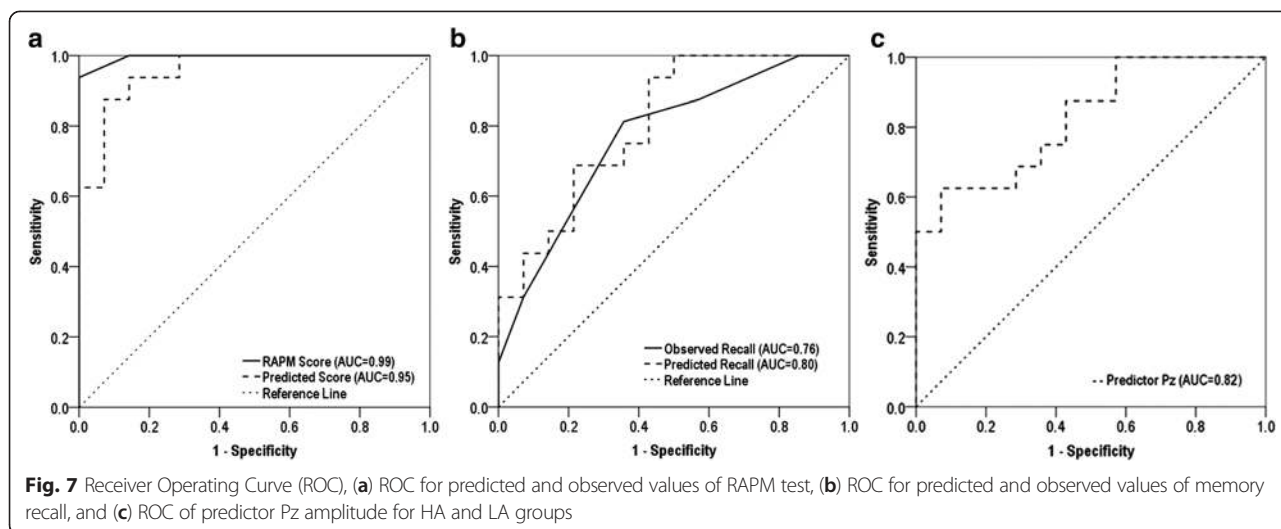 a
1.0
0.8
0.6
0.4
0.2
0.0
Sensitivity
RAPM Score (AUC=0.99)
Predicted Score (AUC=0.95)
Reference Line
0.0 0.2 0.4 0.6 0.8 1.0
1 - Specificity
b
1.0
0.8
0.6
0.4
0.2
0.0
Sensitivity
Observed Recall (AUC=0.76)
Predicted Recall (AUC=0.80)
Reference Line
0.0 0.2 0.4 0.6 0.8 1.0
1 - Specificity
c
1.0
0.8
0.6
0.4
0.2
0.0
Sensitivity
Predictor Pz (AUC=0.82)
0.0 0.2 0.4 0.6 0.8 1.0
1 - Specificity
Fig. 7 Receiver Operating Curve (ROC), (a) ROC for predicted and observed values of RAPM test, (b) ROC for predicted and observed values of memory
recall, and (c) ROC of predictor Pz amplitude for HA and LA groups